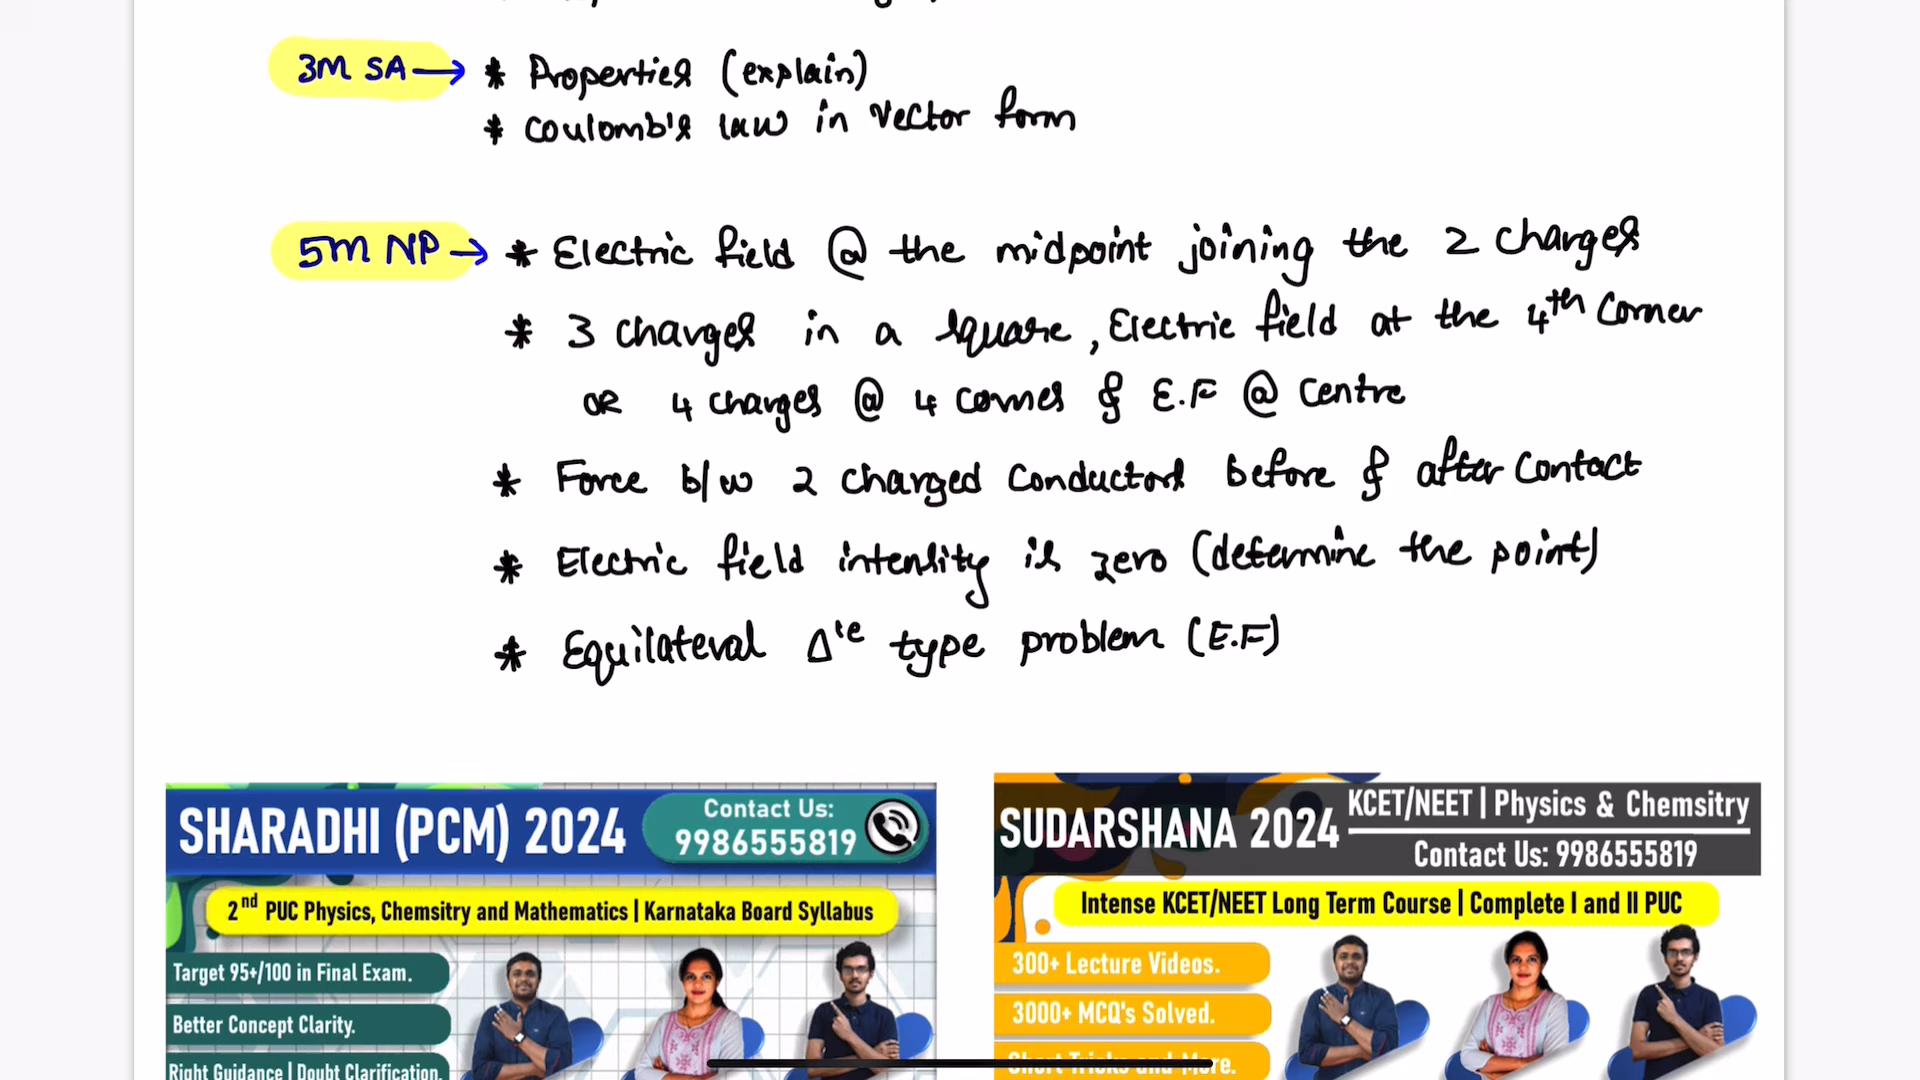 3M SA → * Properties (explain)
* Coulomb's law in vector form
5M NP → * Electric field @ the midpoint joining the 2 charges
* 3 charges in a square, Electric field at the 4th corner
OR 4 charges @ 4 corners & E.F @ centre
* Force b/w 2 charged conductors before & after contact
* Electric field intensity is zero (determine the point)
* Equilateral Δle type problem (E.F)
SHARADHI (PCM) 2024
Contact Us:
9986555819
2nd PUC Physics, Chemsitry and Mathematics | Karnataka Board Syllabus
Target 95+/100 in Final Exam.
Better Concept Clarity.
Right Guidance | Doubt Clarification.
SUDARSHANA 2024
KCET/NEET | Physics & Chemsitry
Contact Us: 9986555819
Intense KCET/NEET Long Term Course | Complete I and II PUC
300+ Lecture Videos.
3000+ MCQ's Solved.
Short Tricks and More.